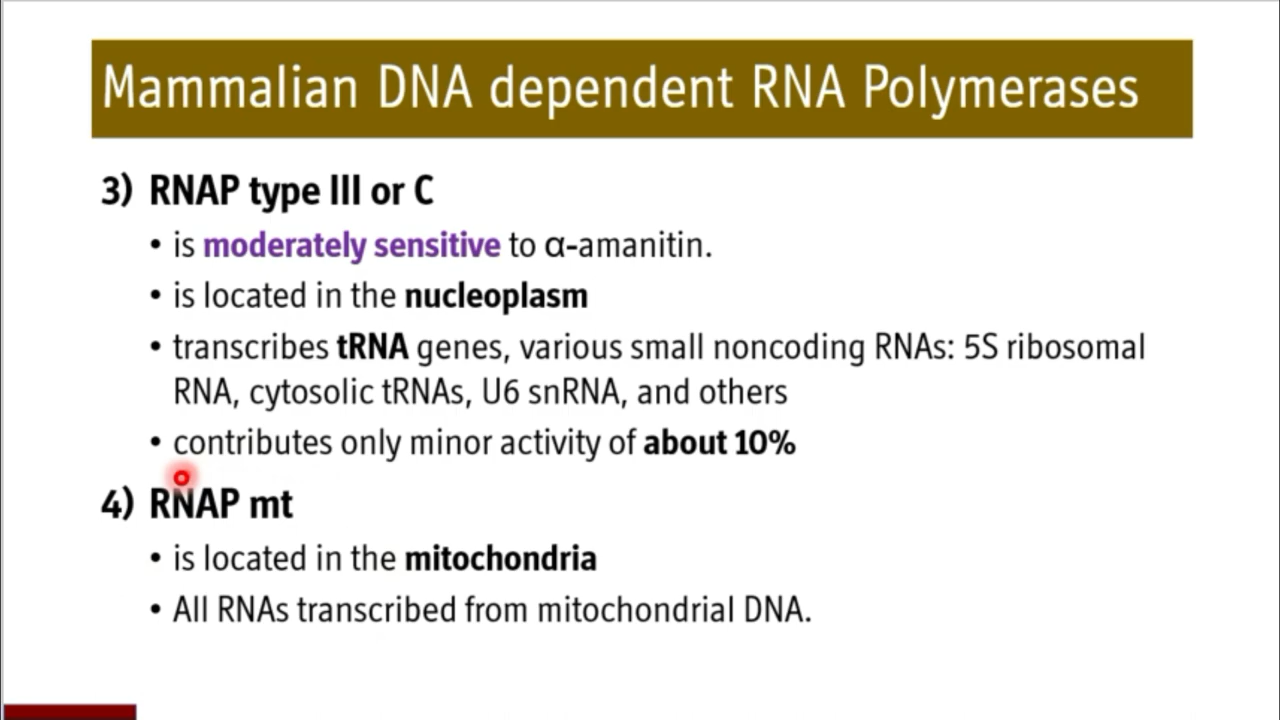 Mammalian DNA dependent RNA Polymerases
3) RNAP type III or C
• is moderately sensitive to α-amanitin.
• is located in the nucleoplasm
• transcribes tRNA genes, various small noncoding RNAs: 5S ribosomal
RNA, cytosolic tRNAs, U6 snRNA, and others
• contributes only minor activity of about 10%
4) RNAP mt
• is located in the mitochondria
• All RNAs transcribed from mitochondrial DNA.